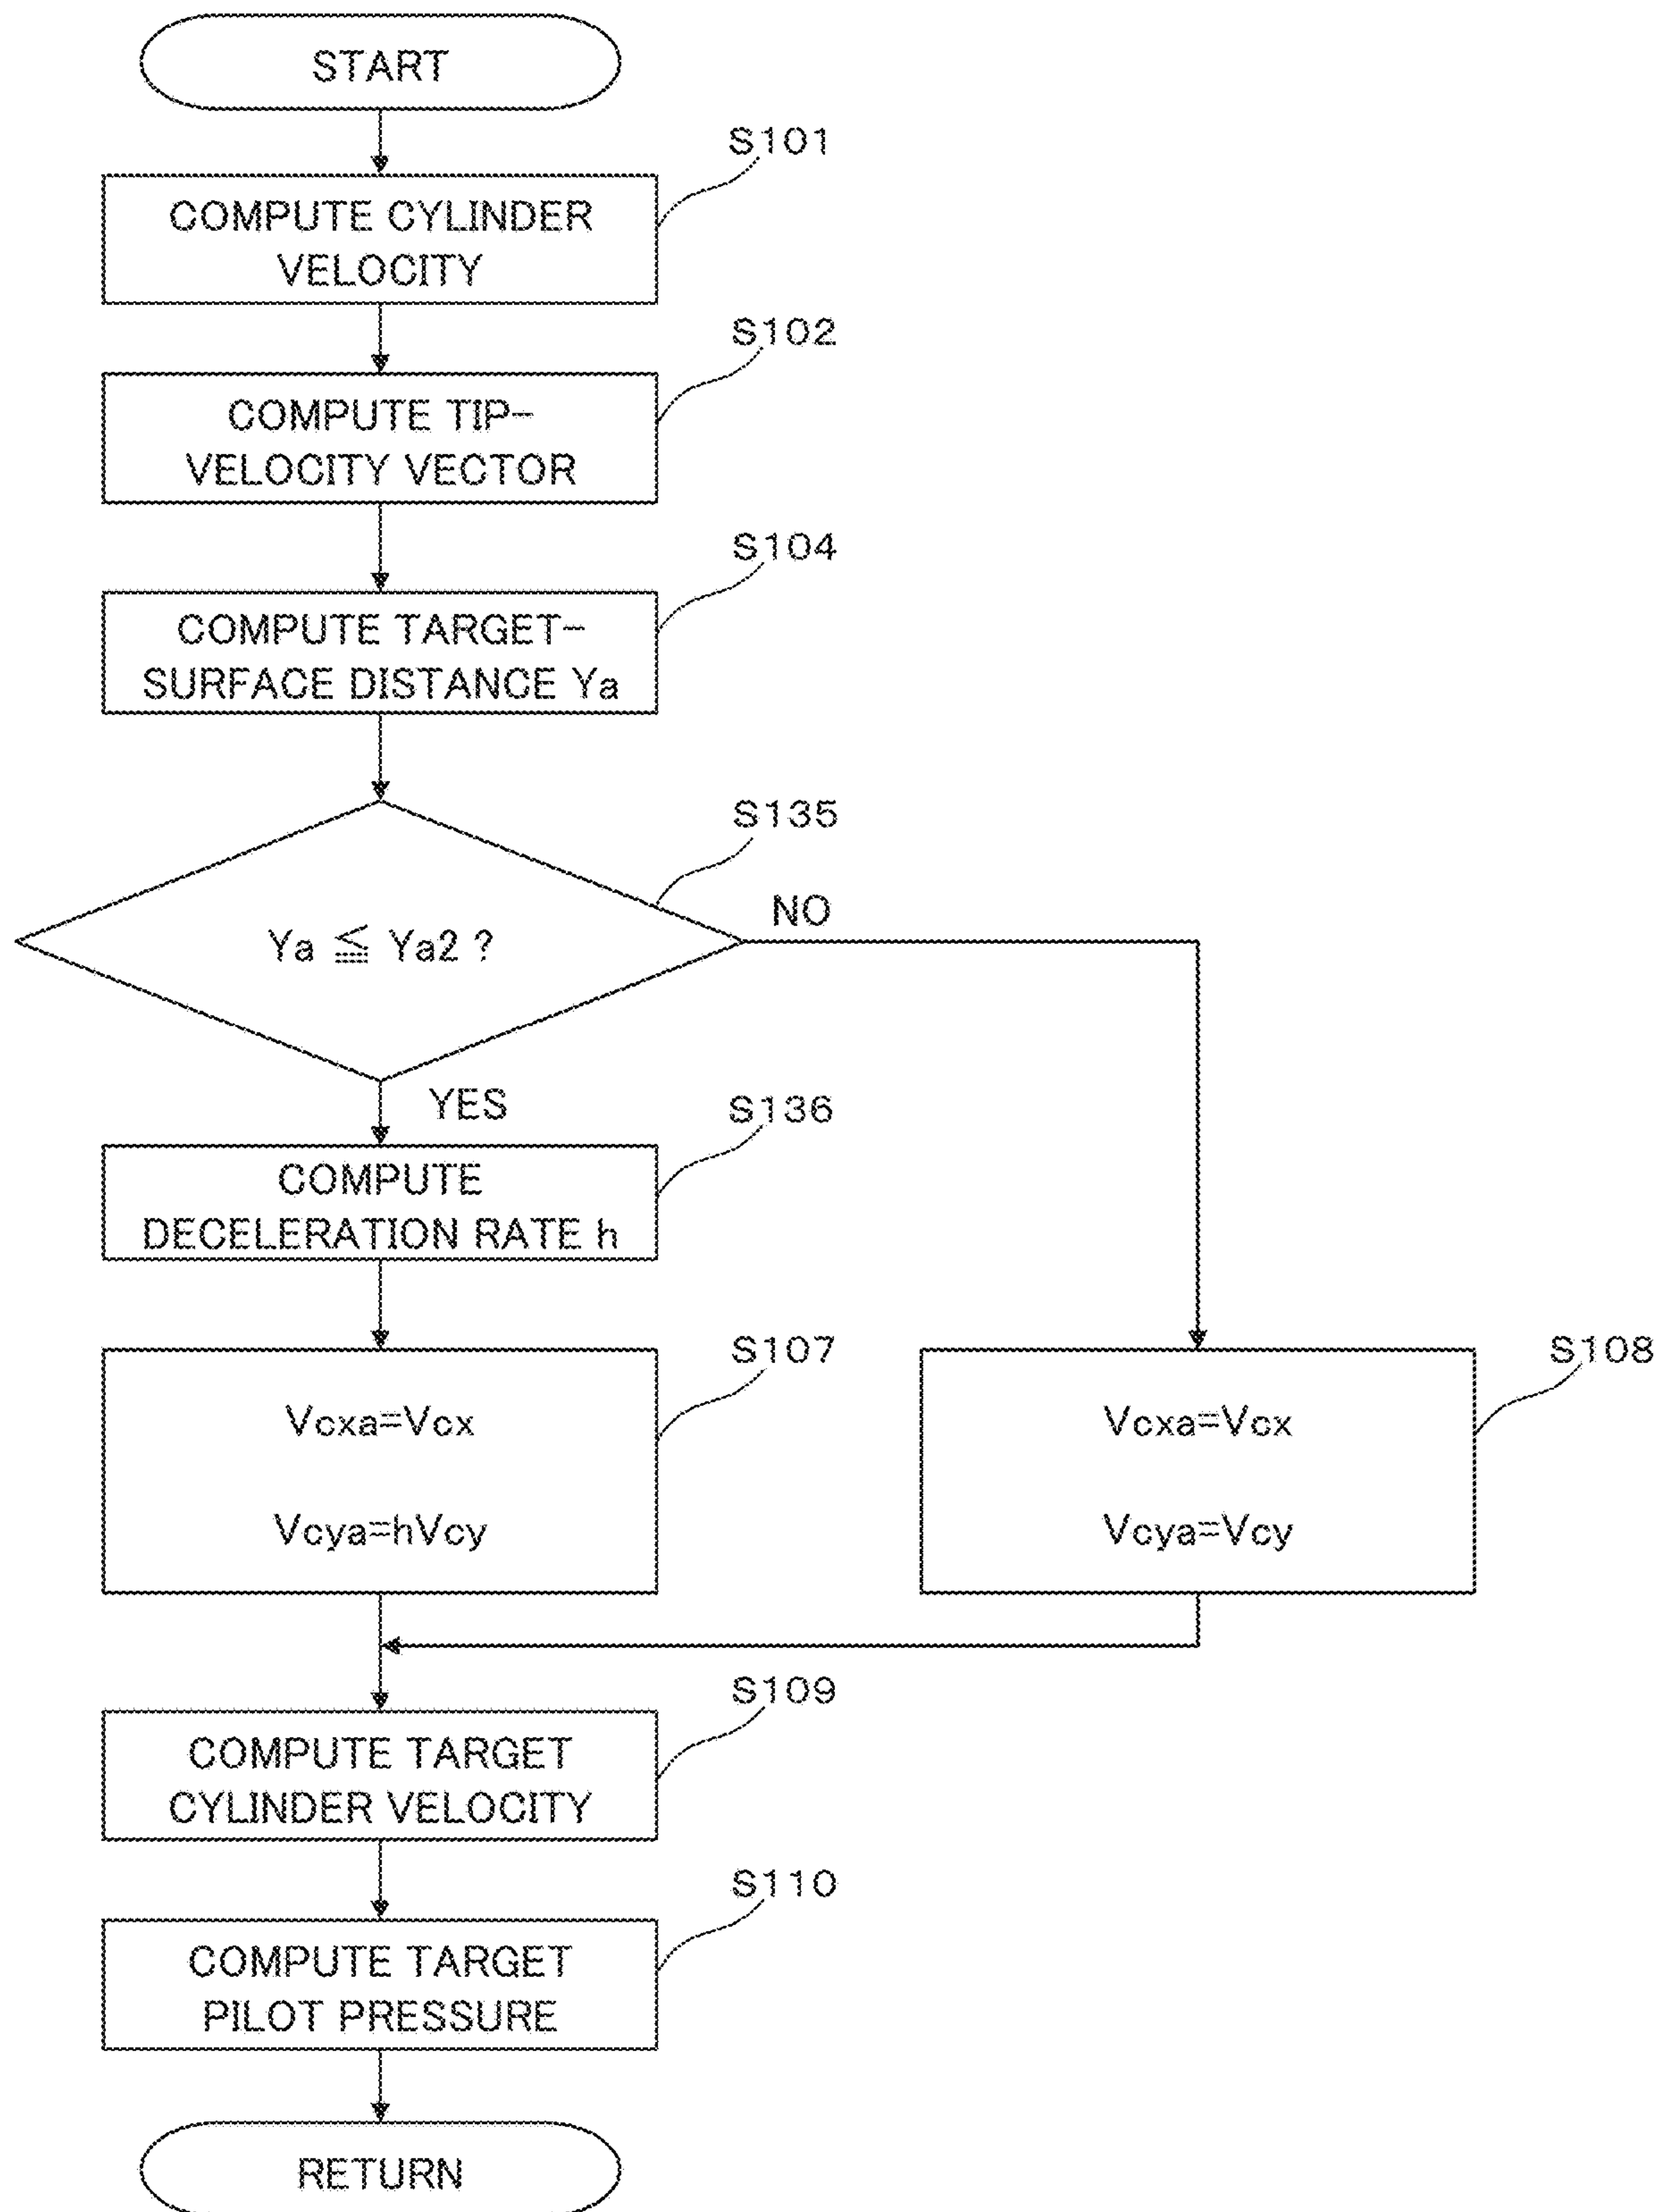 START
S101
COMPUTE CYLINDER
VELOCITY
S102
COMPUTE TIP-
VELOCITY VECTOR
S104
COMPUTE TARGET-
SURFACE DISTANCE Ya
S135
Ya ≦ Ya2 ?
NO
YES
S136
COMPUTE
DECELERATION RATE h
S107
Vcxa=Vcx
Vcya=hVcy
S108
Vcxa=Vcx
Vcya=Vcy
S109
COMPUTE TARGET
CYLINDER VELOCITY
S110
COMPUTE TARGET
PILOT PRESSURE
RETURN